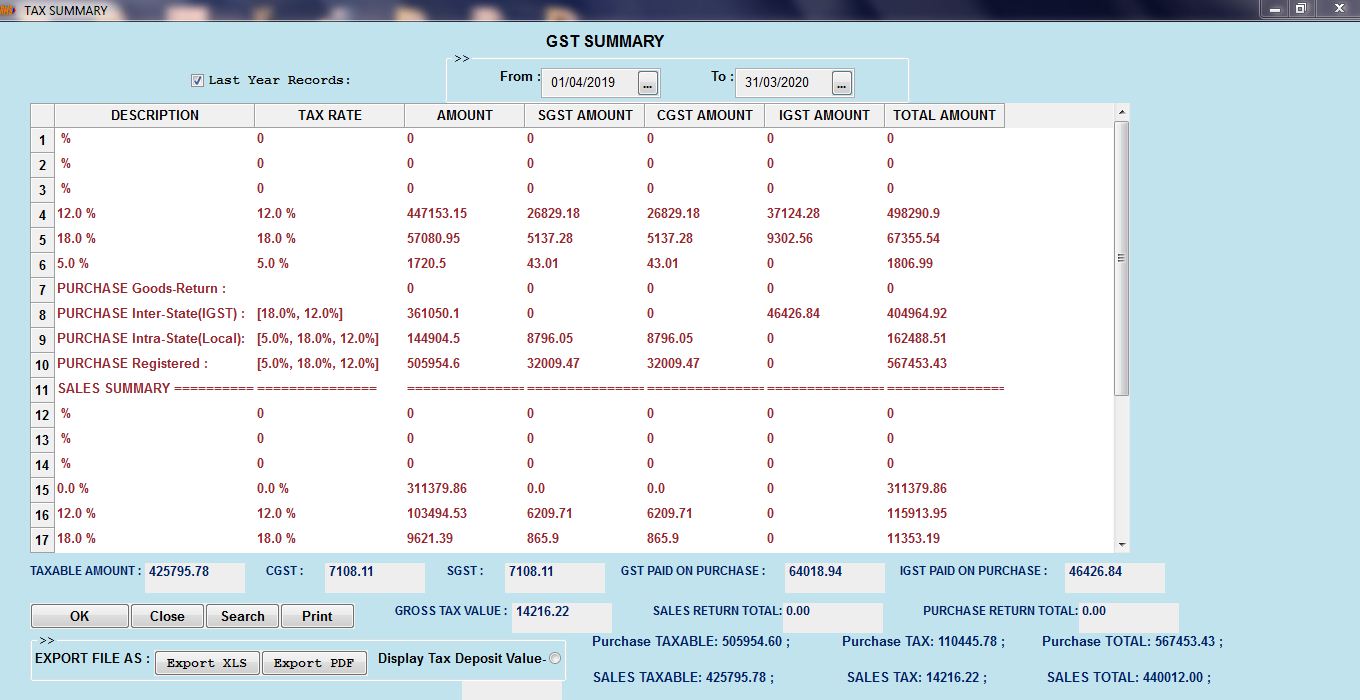 TAX SUMMARY
GST SUMMARY
>>
Last Year Records: From : 01/04/2019 ... To : 31/03/2020 ...
DESCRIPTION TAX RATE AMOUNT SGST AMOUNT CGST AMOUNT IGST AMOUNT TOTAL AMOUNT
1 % 0 0 0 0 0 0
2 % 0 0 0 0 0 0
3 % 0 0 0 0 0 0
4 12.0 % 12.0 % 447153.15 26829.18 26829.18 37124.28 498290.9
5 18.0 % 18.0 % 57080.95 5137.28 5137.28 9302.56 67355.54
6 5.0 % 5.0 % 1720.5 43.01 43.01 0 1806.99
7 PURCHASE Goods-Return : 0 0 0 0 0
8 PURCHASE Inter-State(IGST) : [18.0%, 12.0%] 361050.1 0 0 46426.84 404964.92
9 PURCHASE Intra-State(Local): [5.0%, 18.0%, 12.0%] 144904.5 8796.05 8796.05 0 162488.51
10 PURCHASE Registered : [5.0%, 18.0%, 12.0%] 505954.6 32009.47 32009.47 0 567453.43
11 SALES SUMMARY ========== =============== =============== =============== =============== =============== ===============
12 % 0 0 0 0 0 0
13 % 0 0 0 0 0 0
14 % 0 0 0 0 0 0
15 0.0 % 0.0 % 311379.86 0.0 0.0 0 311379.86
16 12.0 % 12.0 % 103494.53 6209.71 6209.71 0 115913.95
17 18.0 % 18.0 % 9621.39 865.9 865.9 0 11353.19
TAXABLE AMOUNT : 425795.78 CGST : 7108.11 SGST : 7108.11 GST PAID ON PURCHASE : 64018.94 IGST PAID ON PURCHASE : 46426.84
OK Close Search Print GROSS TAX VALUE : 14216.22 SALES RETURN TOTAL: 0.00 PURCHASE RETURN TOTAL: 0.00
>>
Purchase TAXABLE: 505954.60 ; Purchase TAX: 110445.78 ; Purchase TOTAL: 567453.43 ;
EXPORT FILE AS : Export XLS Export PDF Display Tax Deposit Value-
SALES TAXABLE: 425795.78 ; SALES TAX: 14216.22 ; SALES TOTAL: 440012.00 ;